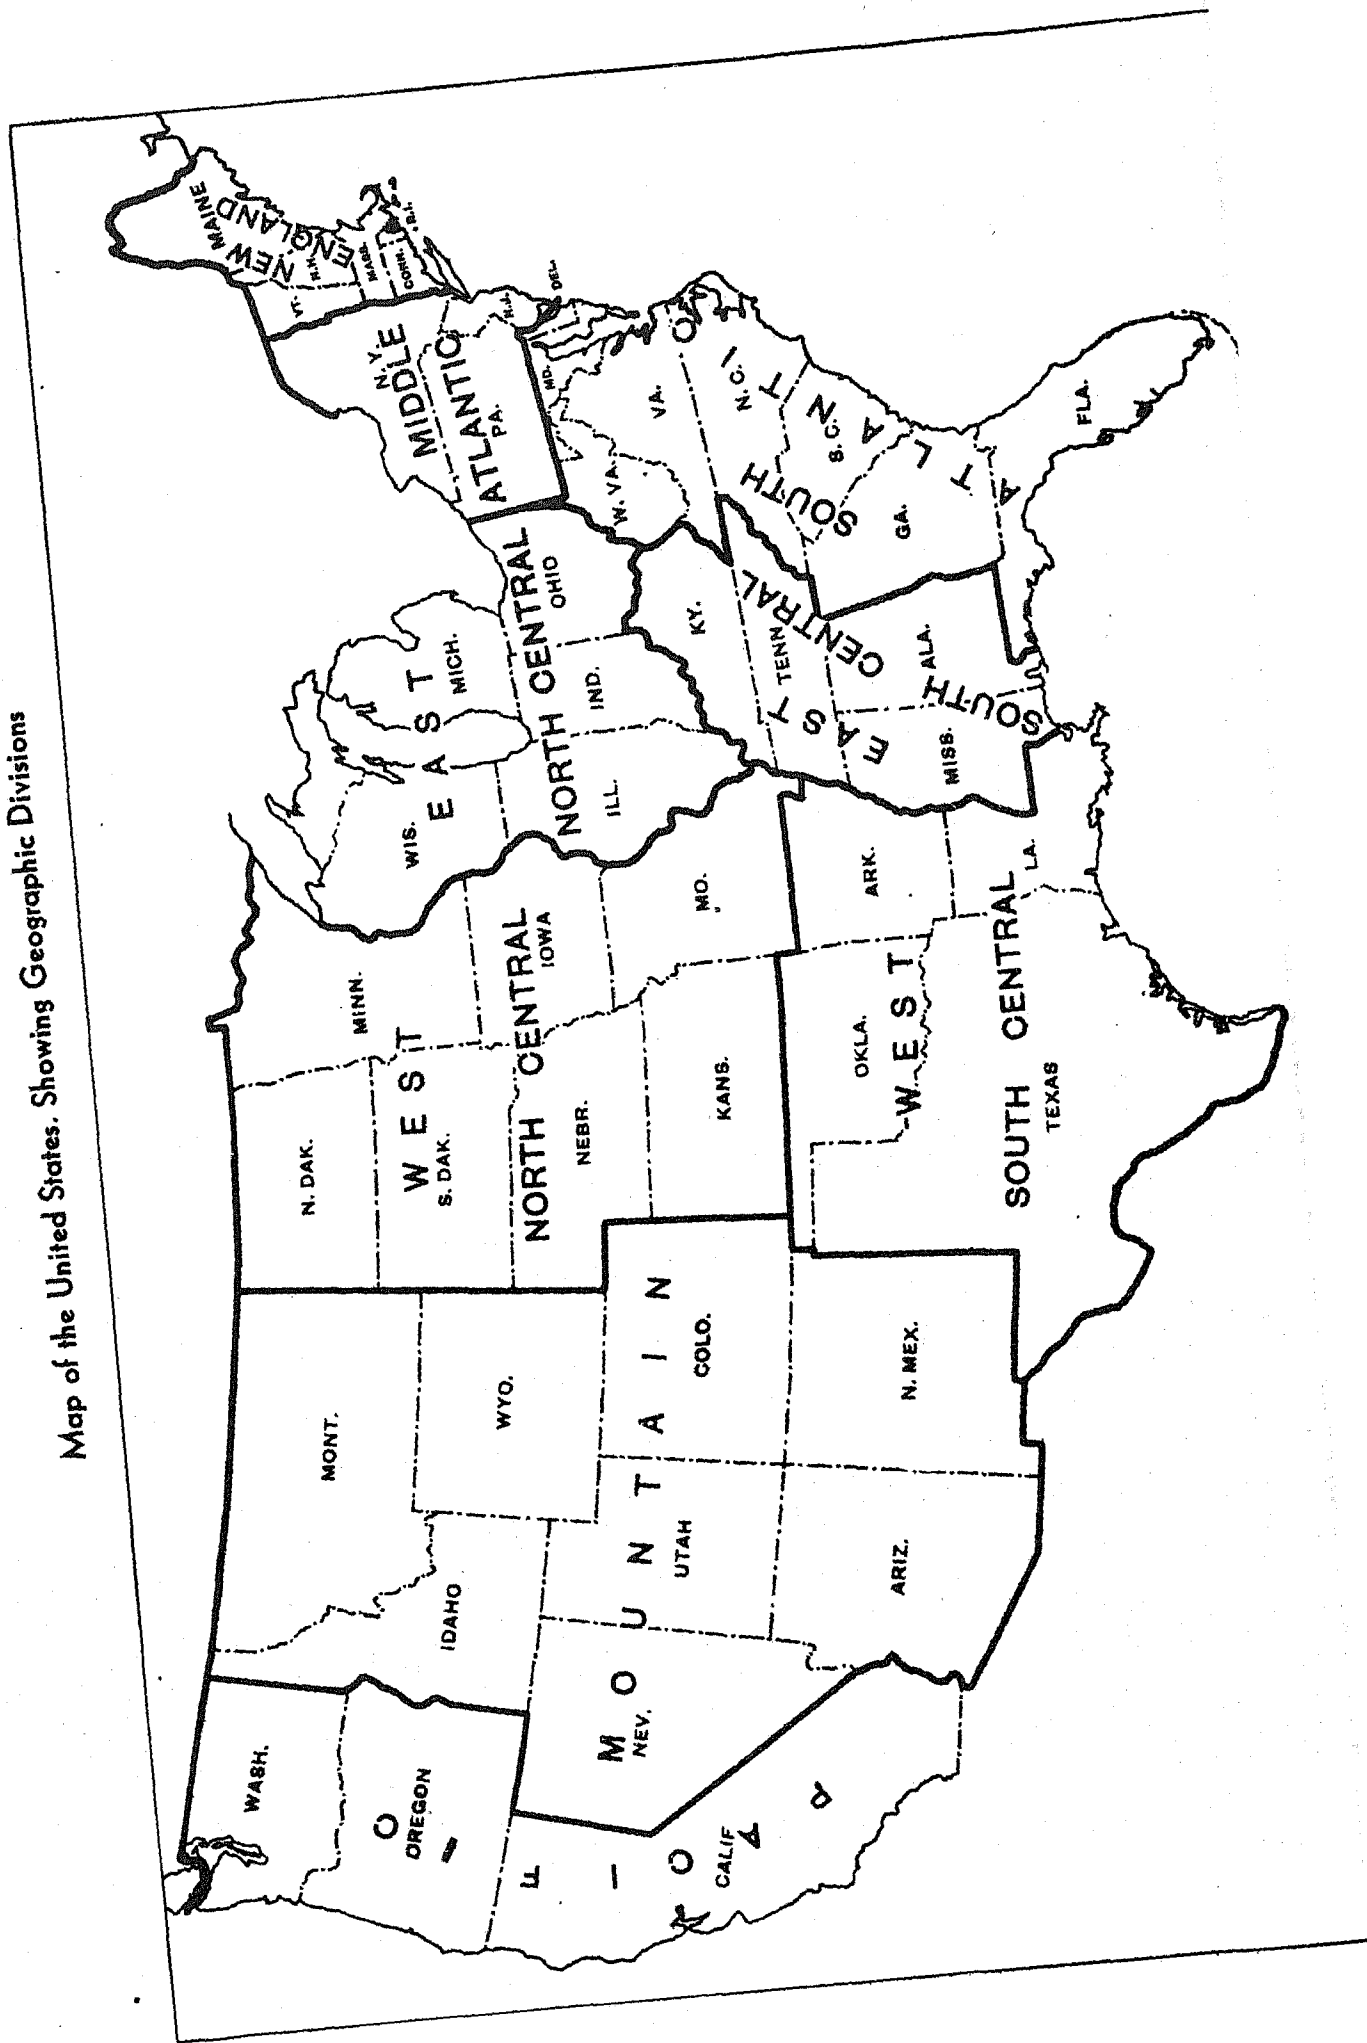 Map of the United States. Showing Geographic Divisions
WASH.
OREGON
CALIF
PACIFIC
MOUNTAIN
MONT.
IDAHO
WYO.
NEV.
UTAH
COLO.
ARIZ.
N. MEX.
WEST
NORTH CENTRAL
N. DAK.
S. DAK.
MINN.
NEBR.
IOWA
KANS.
MO.
WEST
SOUTH CENTRAL
OKLA.
ARK.
TEXAS
LA.
EAST
NORTH CENTRAL
WIS.
MICH.
ILL.
IND.
OHIO
EAST
SOUTH
CENTRAL
KY.
TENN.
MISS.
ALA.
SOUTH
ATLANTIC
DEL.
MD.
W. VA.
VA.
N. C.
S. C.
GA.
FLA.
MIDDLE
ATLANTIC
N. Y.
PA.
N.J.
NEW
ENGLAND
MAINE
VT.
N.H.
MASS.
CONN.
R.I.